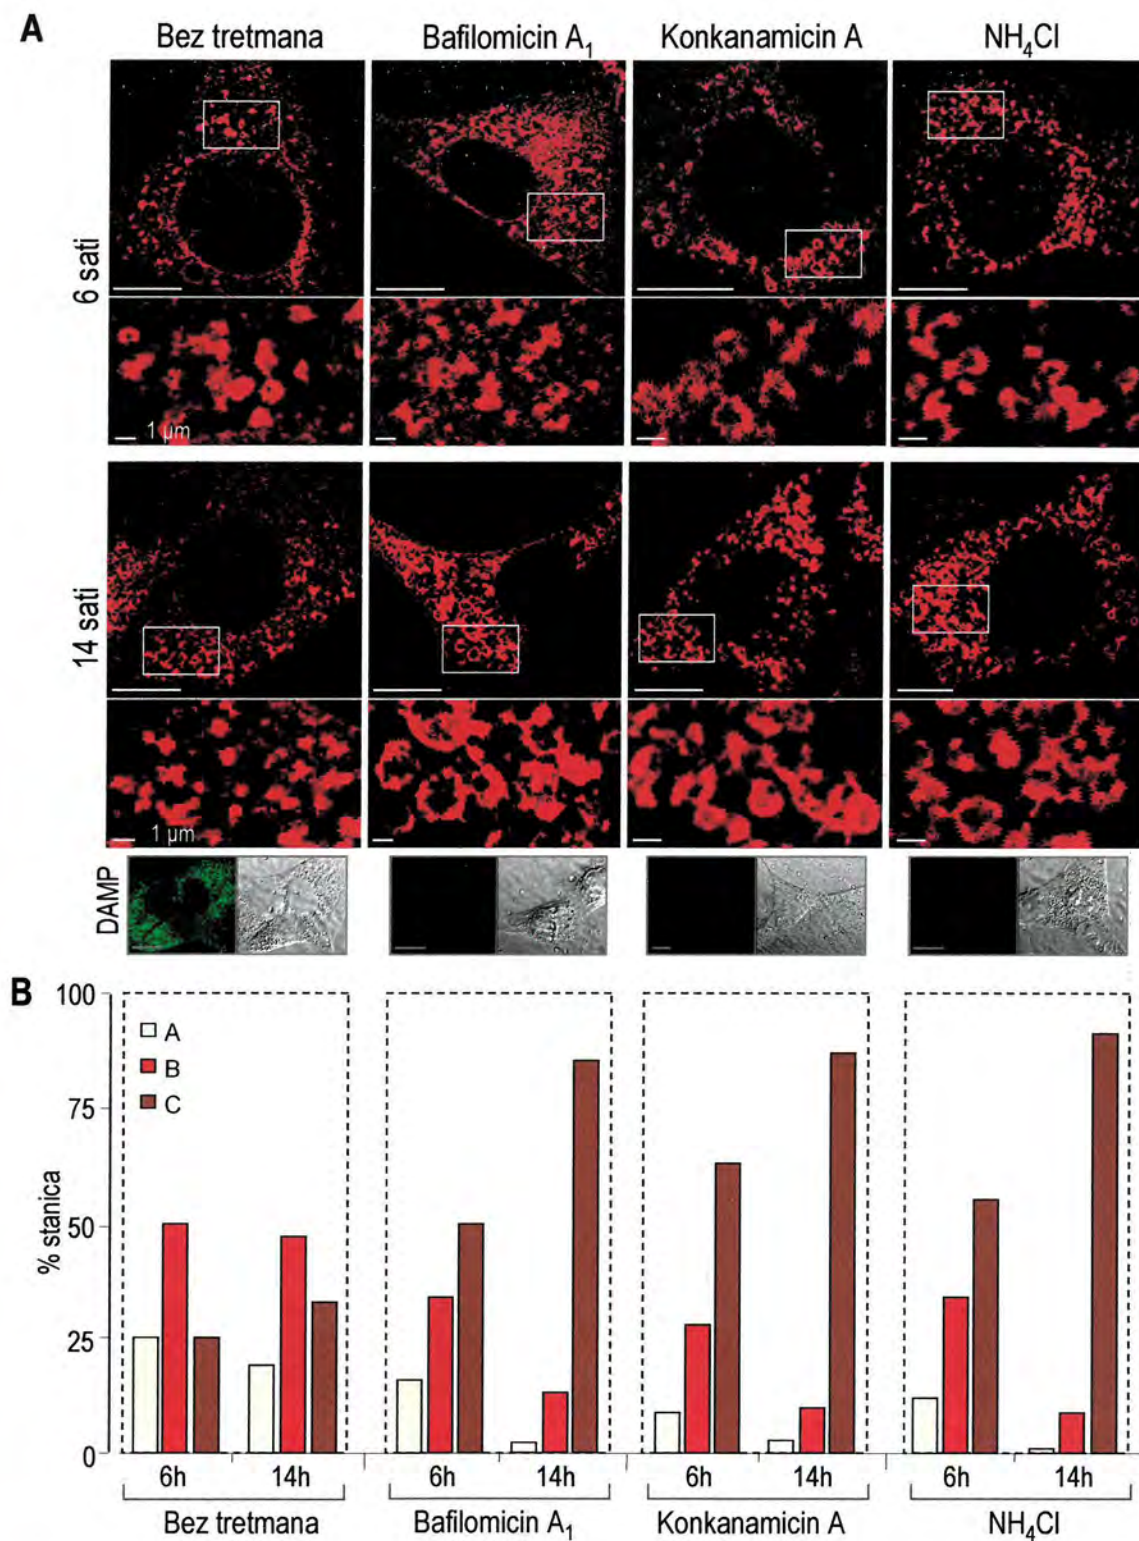 A
Bez tretmana Bafilomicin A₁ Konkanamicin A NH₄Cl
6 sati
1 µm
14 sati
1 µm
DAMP
B
100
75
50
25
0
% stanica
A
B
C
6h 14h 6h 14h 6h 14h 6h 14h
Bez tretmana Bafilomicin A₁ Konkanamicin A NH₄Cl